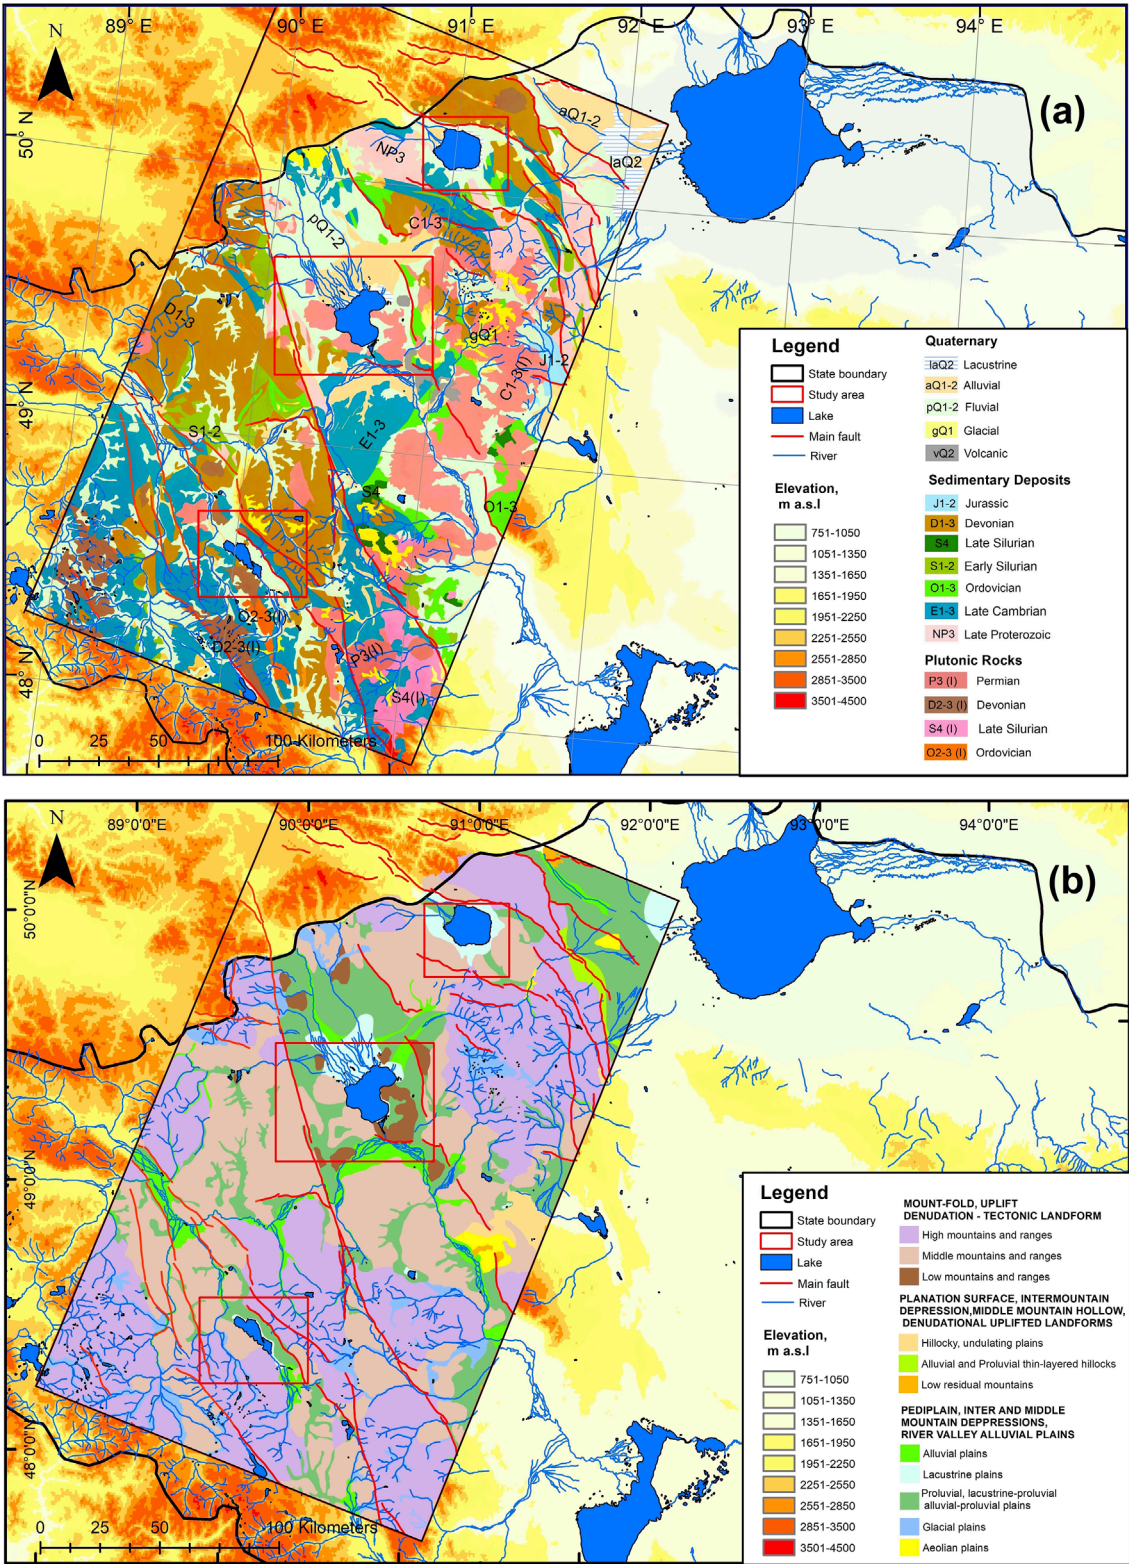 89° E
90° E
91° E
92° E
93° E
94° E
N
(a)
50° N
49° N
48° N
aQ1-2
laQ2
NP3
pQ1-2
C1-3
D1-3
gQ1
J1-2
C1-3(I)
E1-3
S1-2
S4
O1-3
O2-3(I)
D2-3(I)
P3(I)
S4(I)
0 25 50 100 Kilometers
Legend
State boundary
Study area
Lake
Main fault
River
Elevation,
m a.s.l
751-1050
1051-1350
1351-1650
1651-1950
1951-2250
2251-2550
2551-2850
2851-3500
3501-4500
Quaternary
laQ2 Lacustrine
aQ1-2 Alluvial
pQ1-2 Fluvial
gQ1 Glacial
vQ2 Volcanic
Sedimentary Deposits
J1-2 Jurassic
D1-3 Devonian
S4 Late Silurian
S1-2 Early Silurian
O1-3 Ordovician
E1-3 Late Cambrian
NP3 Late Proterozoic
Plutonic Rocks
P3 (I) Permian
D2-3 (I) Devonian
S4 (I) Late Silurian
O2-3 (I) Ordovician
89°0'0"E
90°0'0"E
91°0'0"E
92°0'0"E
93°0'0"E
94°0'0"E
N
(b)
50°0'0"N
49°0'0"N
48°0'0"N
0 25 50 100 Kilometers
Legend
State boundary
Study area
Lake
Main fault
River
Elevation,
m a.s.l
751-1050
1051-1350
1351-1650
1651-1950
1951-2250
2251-2550
2551-2850
2851-3500
3501-4500
MOUNT-FOLD, UPLIFT
DENUDATION - TECTONIC LANDFORM
High mountains and ranges
Middle mountains and ranges
Low mountains and ranges
PLANATION SURFACE, INTERMOUNTAIN
DEPRESSION,MIDDLE MOUNTAIN HOLLOW,
DENUDATIONAL UPLIFTED LANDFORMS
Hillocky, undulating plains
Alluvial and Proluvial thin-layered hillocks
Low residual mountains
PEDIPLAIN, INTER AND MIDDLE
MOUNTAIN DEPPRESSIONS,
RIVER VALLEY ALLUVIAL PLAINS
Alluvial plains
Lacustrine plains
Proluvial, lacustrine-proluvial
alluvial-proluvial plains
Glacial plains
Aeolian plains